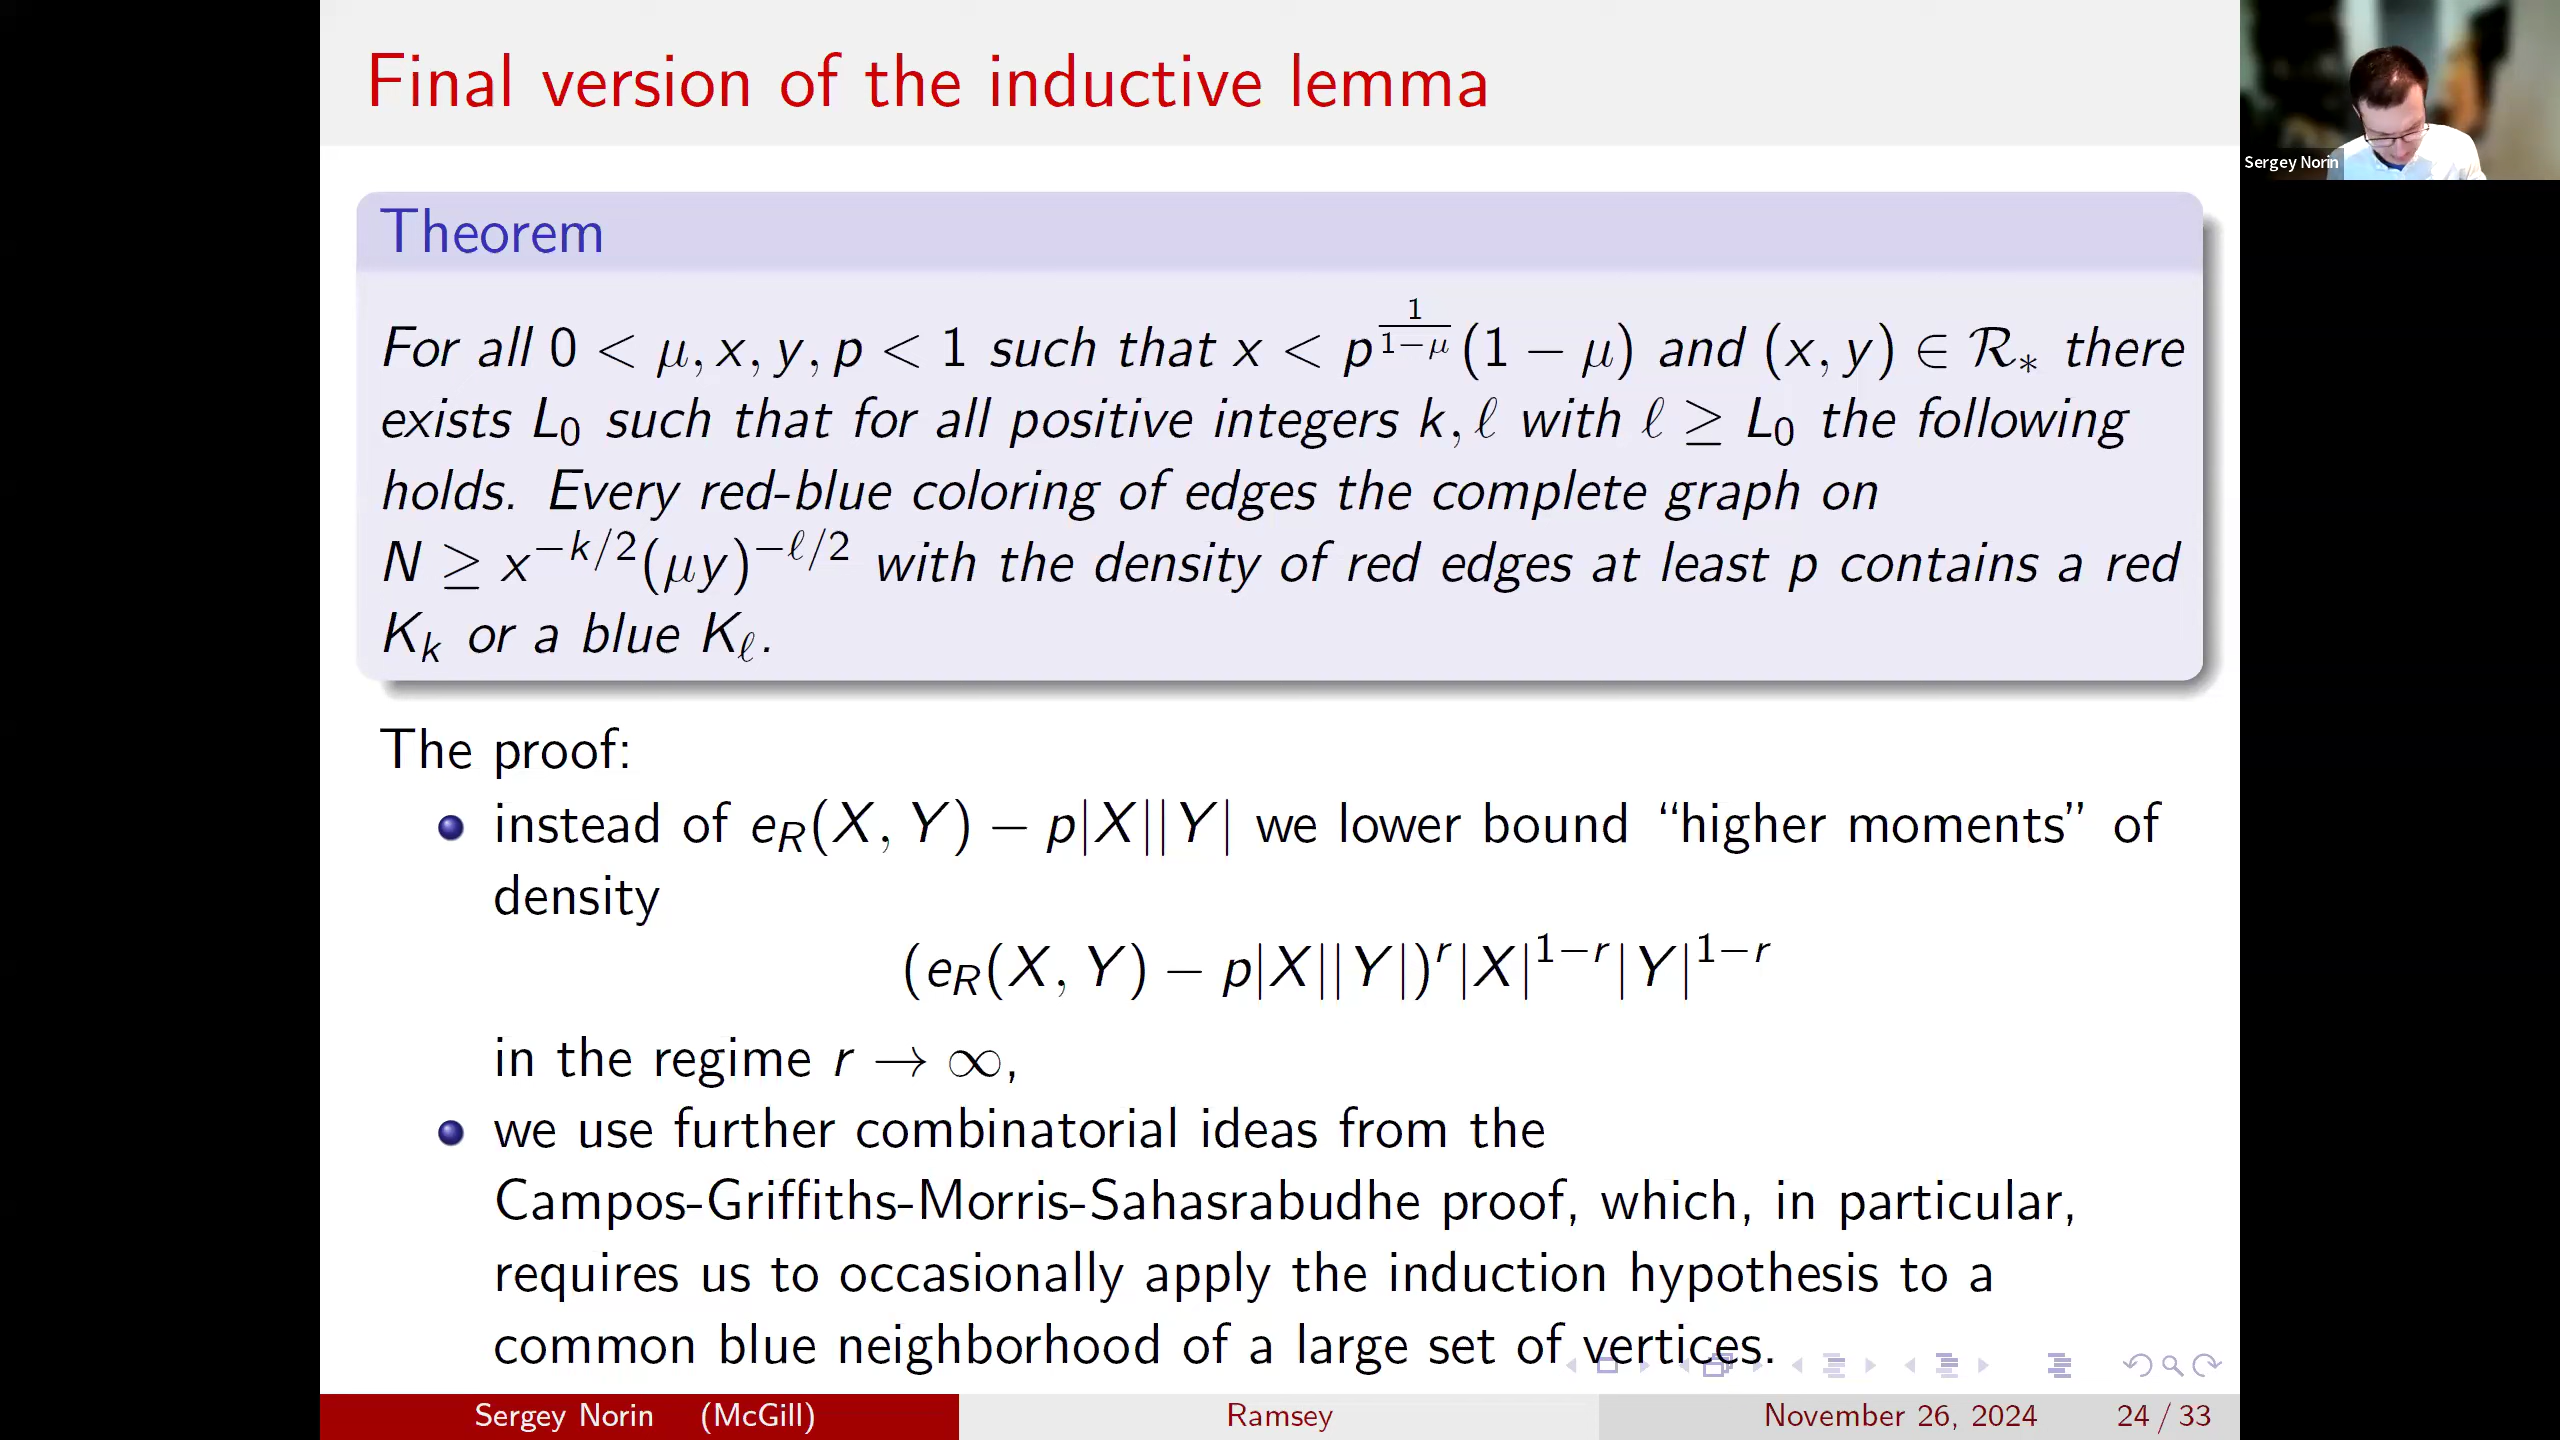 Final version of the inductive lemma
Sergey Norin
Theorem
For all 0 < μ, x, y, p < 1 such that x < p^{\frac{1}{1−μ}}(1 − μ) and (x, y) ∈ ℛ_* there
exists L_0 such that for all positive integers k, ℓ with ℓ ≥ L_0 the following
holds. Every red-blue coloring of edges the complete graph on
N ≥ x^{−k/2}(μy)^{−ℓ/2} with the density of red edges at least p contains a red
K_k or a blue K_ℓ.
The proof:
instead of e_R(X, Y) − p|X||Y| we lower bound “higher moments” of
density
(e_R(X, Y) − p|X||Y|)^r|X|^{1−r}|Y|^{1−r}
in the regime r → ∞,
we use further combinatorial ideas from the
Campos-Griffiths-Morris-Sahasrabudhe proof, which, in particular,
requires us to occasionally apply the induction hypothesis to a
common blue neighborhood of a large set of vertices.
Sergey Norin (McGill) Ramsey November 26, 2024 24 / 33